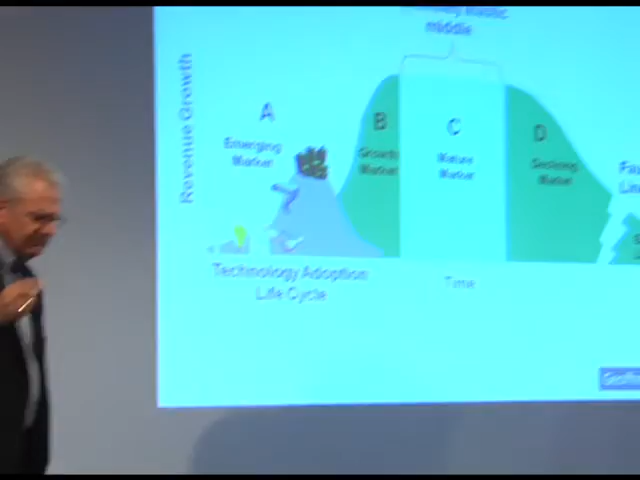 middle
Revenue Growth
A
Emerging
Market
B
Growth
Market
C
Mature
Market
D
Declining
Market
Technology Adoption
Life Cycle
Time